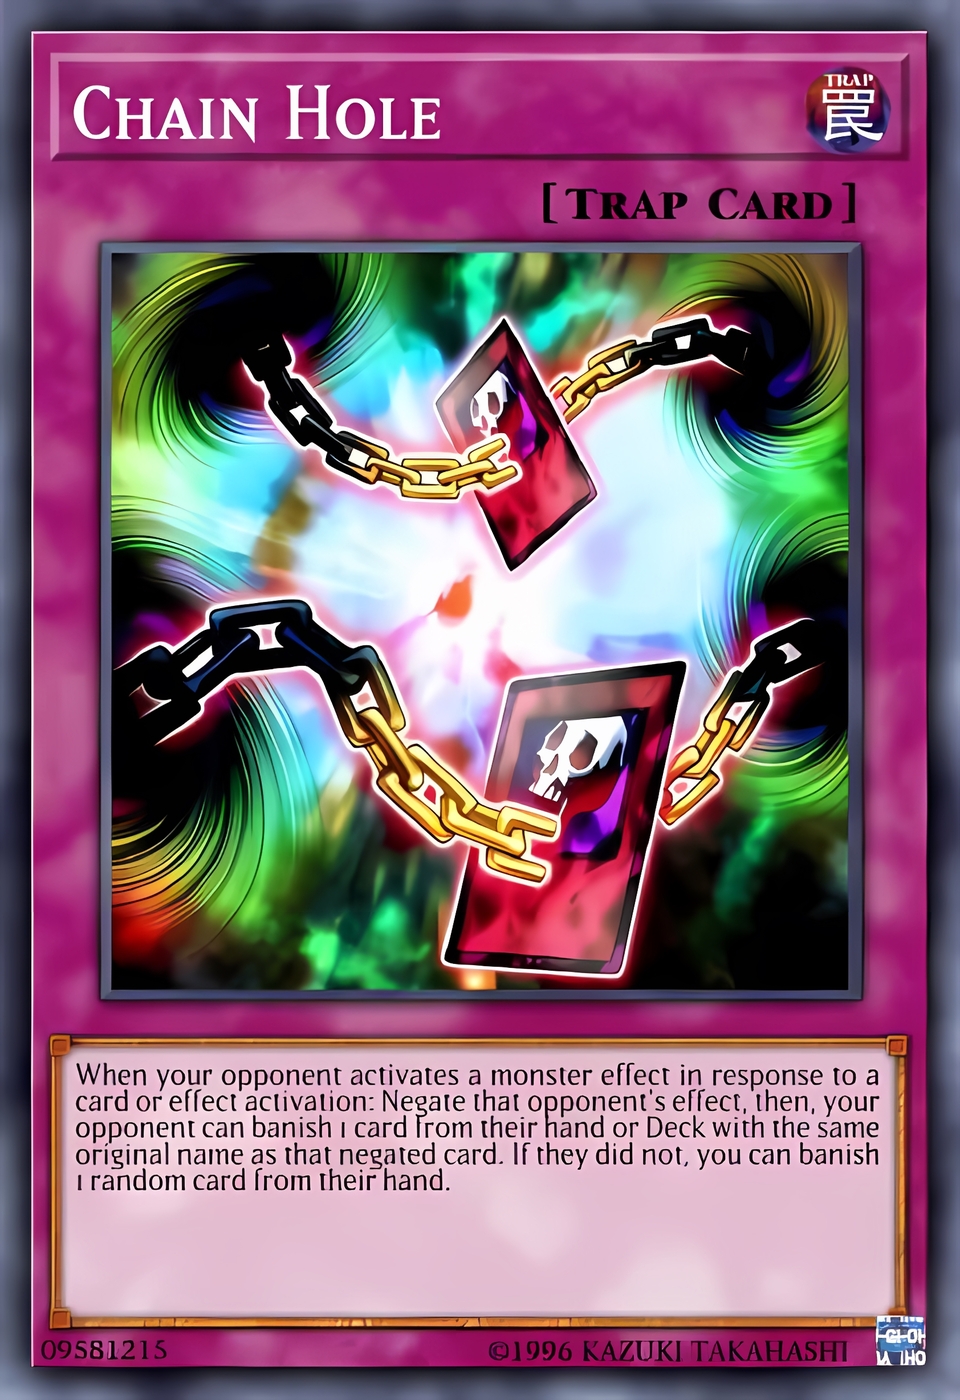 CHAIN HOLE
TRAP
罠
[TRAP CARD]
When your opponent activates a monster effect in response to a
card or effect activation: Negate that opponent's effect, then, your
opponent can banish 1 card from their hand or Deck with the same
original name as that negated card. If they did not, you can banish
1 random card from their hand.
09581215
©1996 KAZUKI TAKAHASHI